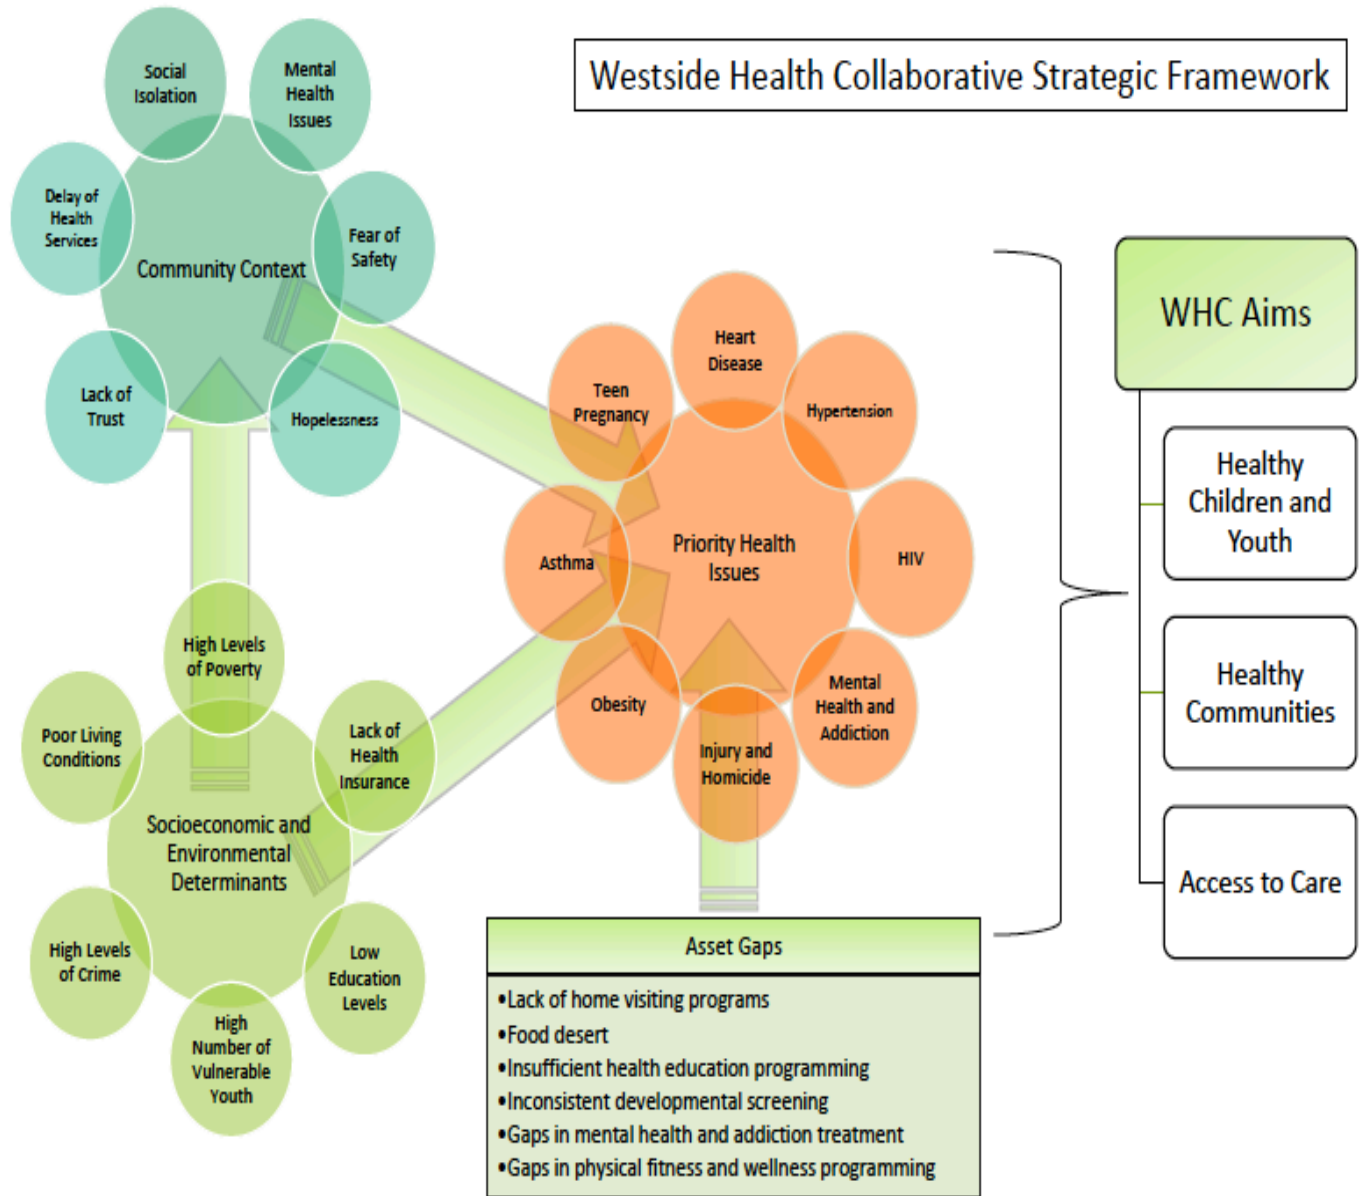 Westside Health Collaborative Strategic Framework
Social
Isolation
Mental
Health
Issues
Delay of
Health
Services
Fear of
Safety
Community Context
Lack of
Trust
Hopelessness
High Levels
of Poverty
Poor Living
Conditions
Lack of
Health
Insurance
Socioeconomic and
Environmental
Determinants
High Levels
of Crime
Low
Education
Levels
High
Number of
Vulnerable
Youth
Heart
Disease
Teen
Pregnancy
Hypertension
Asthma
Priority Health
Issues
HIV
Obesity
Mental
Health and
Addiction
Injury and
Homicide
Asset Gaps
•Lack of home visiting programs
•Food desert
•Insufficient health education programming
•Inconsistent developmental screening
•Gaps in mental health and addiction treatment
•Gaps in physical fitness and wellness programming
WHC Aims
Healthy
Children and
Youth
Healthy
Communities
Access to Care